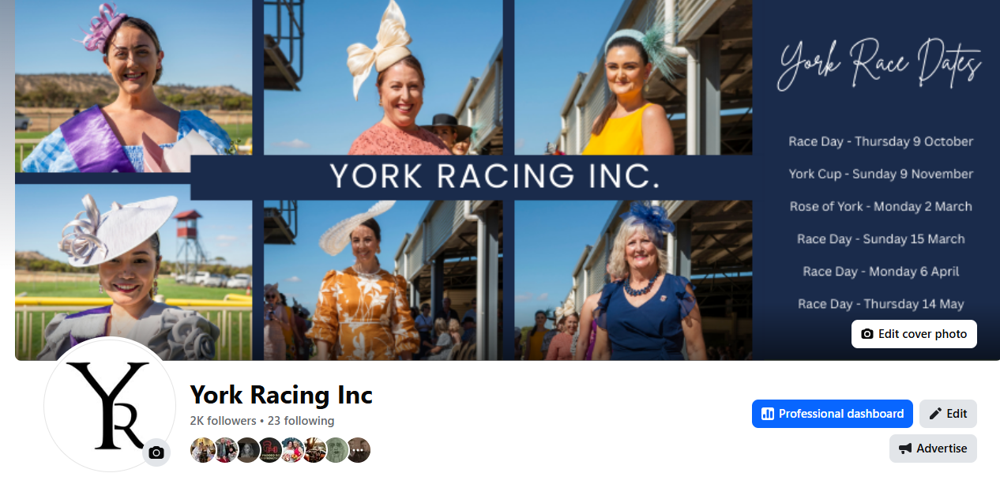 York Race Dates
Race Day - Thursday 9 October
York Cup - Sunday 9 November
Rose of York - Monday 2 March
Race Day - Sunday 15 March
Race Day - Monday 6 April
Race Day - Thursday 14 May
YORK RACING INC.
Edit cover photo
YR
York Racing Inc
2K followers • 23 following
Professional dashboard
Edit
Advertise